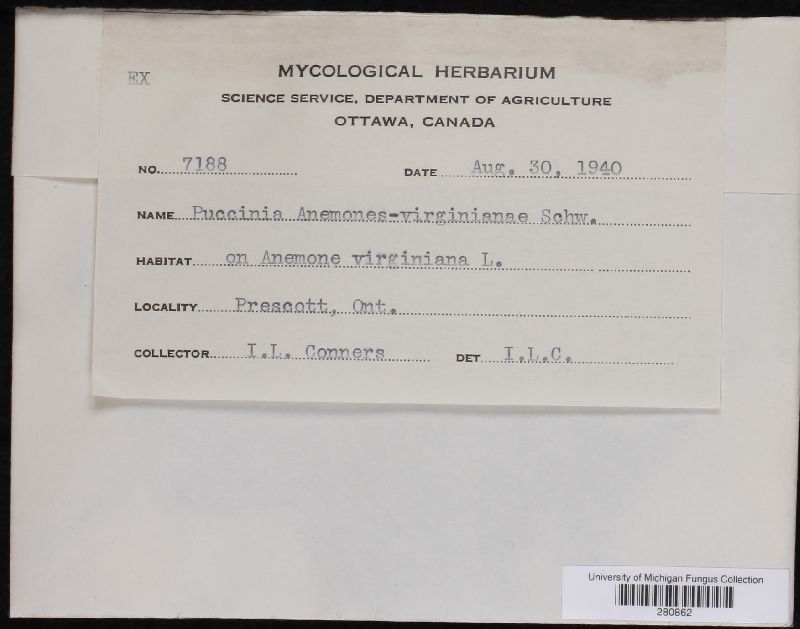 EX
MYCOLOGICAL HERBARIUM
SCIENCE SERVICE, DEPARTMENT OF AGRICULTURE
OTTAWA, CANADA
NO. 7188 DATE Aug. 30, 1940
NAME Puccinia Anemones-virginianae Schw.
HABITAT on Anemone virginiana L.
LOCALITY Prescott, Ont.
COLLECTOR I.L. Conners DET I.L.C.
University of Michigan Fungus Collection
280862